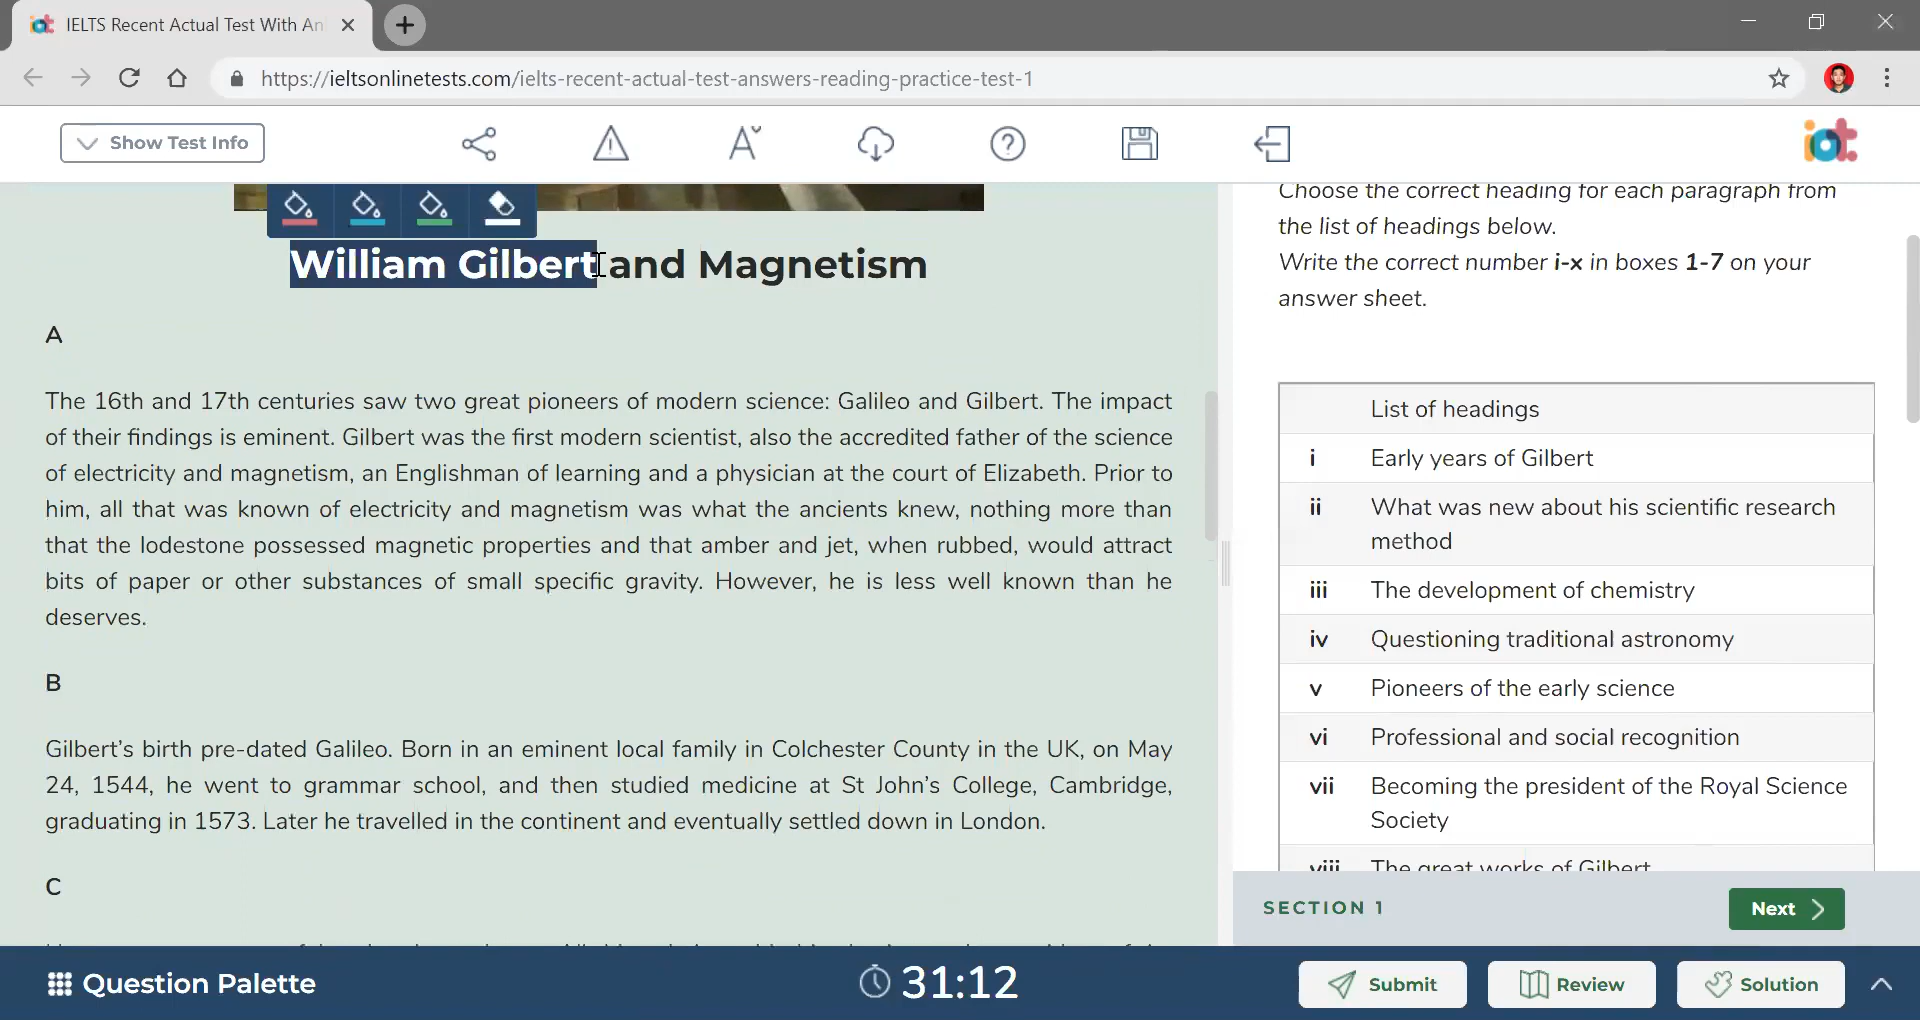 IELTS Recent Actual Test With An
https://ieltsonlinetests.com/ielts-recent-actual-test-answers-reading-practice-test-1
Show Test Info
iot
William Gilbert and Magnetism
A
The 16th and 17th centuries saw two great pioneers of modern science: Galileo and Gilbert. The impact
of their findings is eminent. Gilbert was the first modern scientist, also the accredited father of the science
of electricity and magnetism, an Englishman of learning and a physician at the court of Elizabeth. Prior to
him, all that was known of electricity and magnetism was what the ancients knew, nothing more than
that the lodestone possessed magnetic properties and that amber and jet, when rubbed, would attract
bits of paper or other substances of small specific gravity. However, he is less well known than he
deserves.
B
Gilbert’s birth pre-dated Galileo. Born in an eminent local family in Colchester County in the UK, on May
24, 1544, he went to grammar school, and then studied medicine at St John’s College, Cambridge,
graduating in 1573. Later he travelled in the continent and eventually settled down in London.
C
Choose the correct heading for each paragraph from
the list of headings below.
Write the correct number i-x in boxes 1-7 on your
answer sheet.
List of headings
i Early years of Gilbert
ii What was new about his scientific research
method
iii The development of chemistry
iv Questioning traditional astronomy
v Pioneers of the early science
vi Professional and social recognition
vii Becoming the president of the Royal Science
Society
viii The great works of Gilbert
SECTION 1
Next
Question Palette
31:12
Submit
Review
Solution